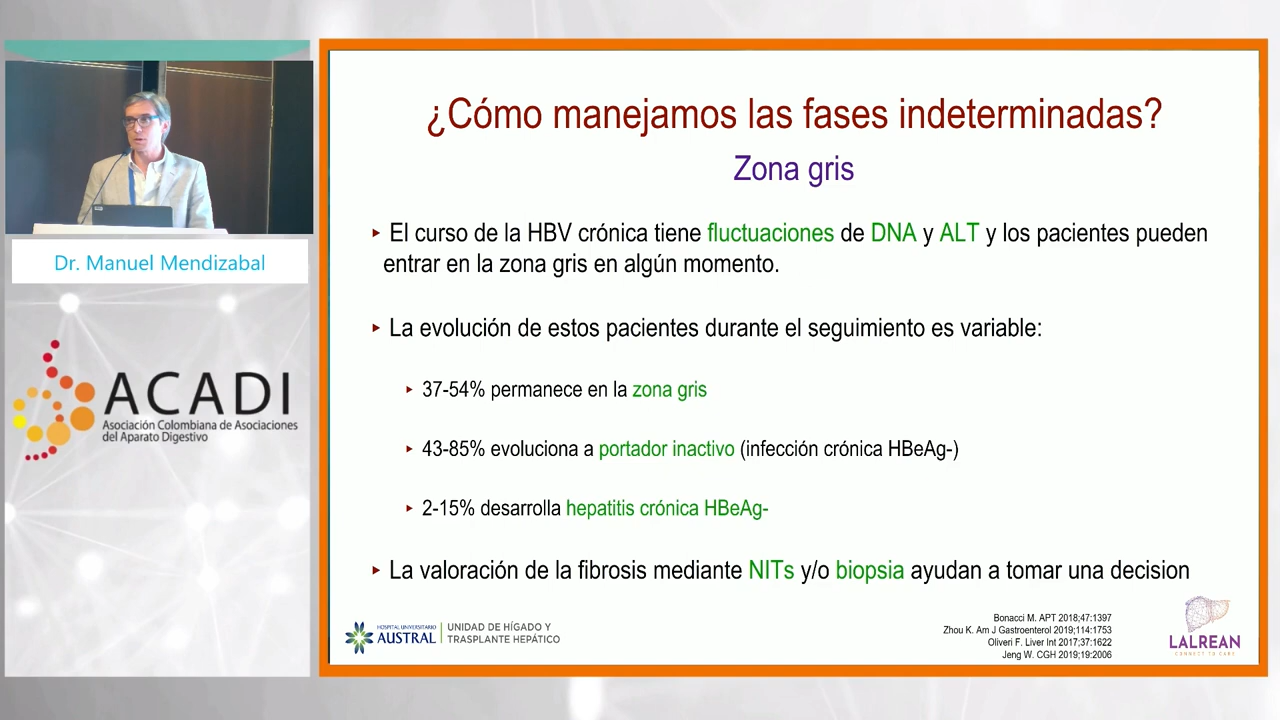 Dr. Manuel Mendizabal
ACADI
Asociación Colombiana de Asociaciones
del Aparato Digestivo
¿Cómo manejamos las fases indeterminadas?
Zona gris
‣ El curso de la HBV crónica tiene fluctuaciones de DNA y ALT y los pacientes pueden
entrar en la zona gris en algún momento.
‣ La evolución de estos pacientes durante el seguimiento es variable:
‣ 37-54% permanece en la zona gris
‣ 43-85% evoluciona a portador inactivo (infección crónica HBeAg-)
‣ 2-15% desarrolla hepatitis crónica HBeAg-
‣ La valoración de la fibrosis mediante NITs y/o biopsia ayudan a tomar una decision
HOSPITAL UNIVERSITARIO
AUSTRAL
UNIDAD DE HÍGADO Y
TRASPLANTE HEPÁTICO
Bonacci M. APT 2018;47:1397
Zhou K. Am J Gastroenterol 2019;114:1753
Oliveri F. Liver Int 2017;37:1622
Jeng W. CGH 2019;19:2006
LALREAN
CONNECT TO CARE